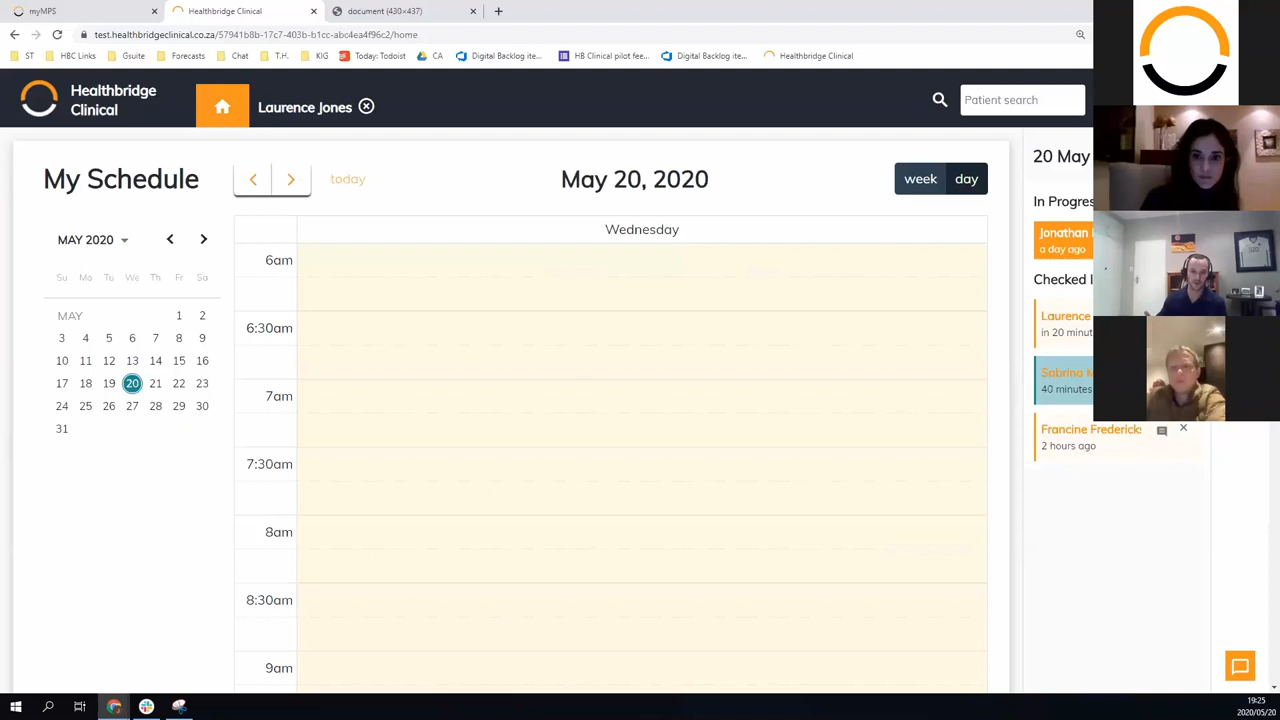 myMPS
Healthbridge Clinical
document (430×437)
test.healthbridgeclinical.co.za/57941b8b-17c7-403b-b1cc-abc4ea4f96c2/home
ST
HBC Links
Gsuite
Forecasts
Chat
T.H.
KIG
Today: Todoist
CA
Digital Backlog ite...
HB Clinical pilot fee...
Digital Backlog ite...
Healthbridge Clinical
Healthbridge
Clinical
Laurence Jones
Patient search
My Schedule
today
May 20, 2020
week
day
20 May
MAY 2020
Su Mo Tu We Th Fr Sa
MAY 1 2
3 4 5 6 7 8 9
10 11 12 13 14 15 16
17 18 19 20 21 22 23
24 25 26 27 28 29 30
31
Wednesday
6am
6:30am
7am
7:30am
8am
8:30am
9am
In Progres
Jonathan
a day ago
Checked I
Laurence
in 20 minut
Sabrina M
40 minutes
Francine Fredericks
2 hours ago
19:25
2020/05/20